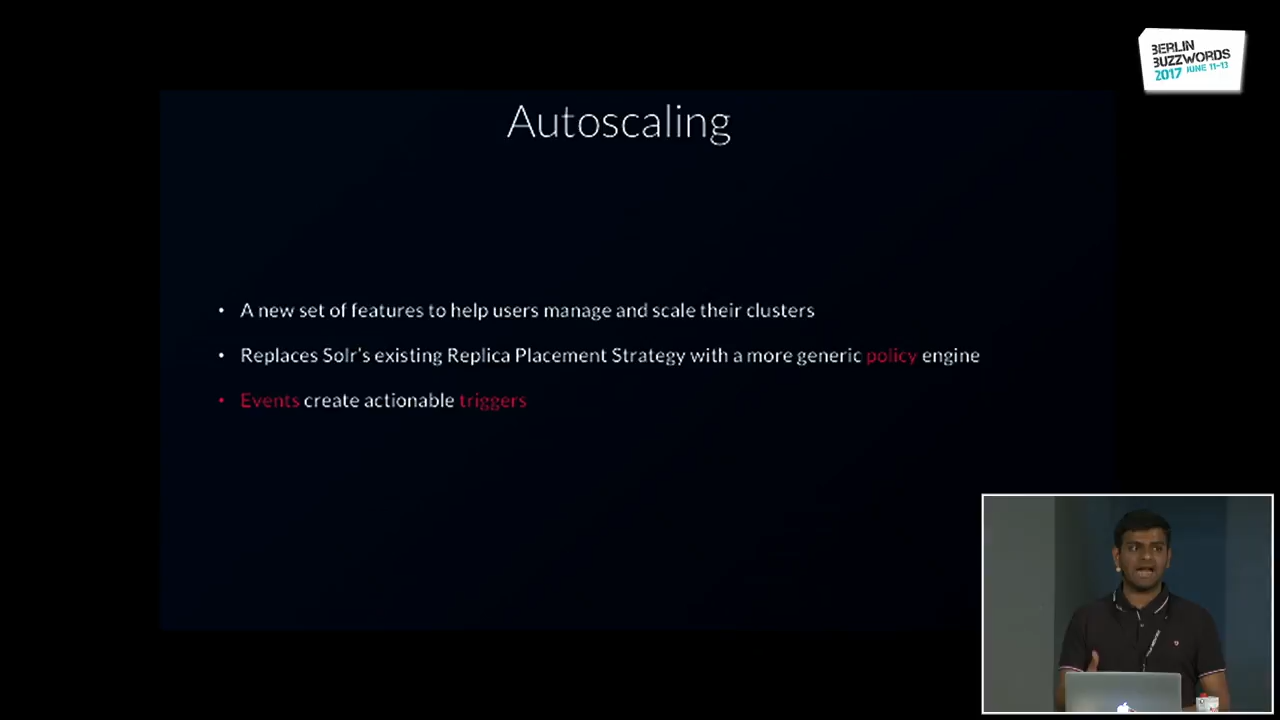 BERLIN
BUZZWORDS
2017 JUNE 11-13
Autoscaling
• A new set of features to help users manage and scale their clusters
• Replaces Solr's existing Replica Placement Strategy with a more generic policy engine
• Events create actionable triggers